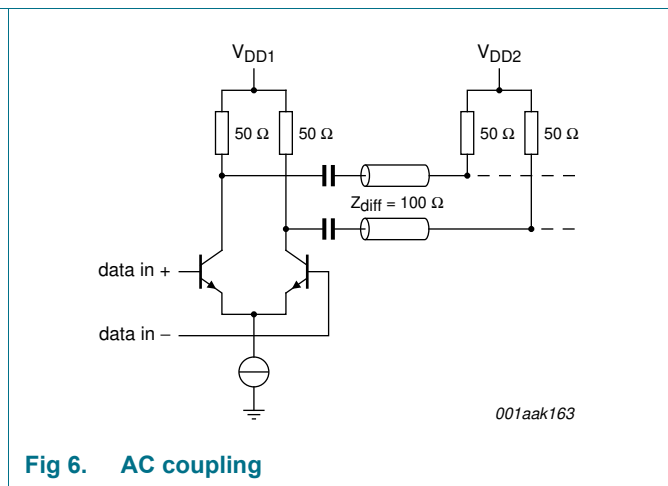 VDD1 VDD2
50 Ω 50 Ω 50 Ω 50 Ω
Zdiff = 100 Ω
data in +
data in −
001aak163
Fig 6. AC coupling